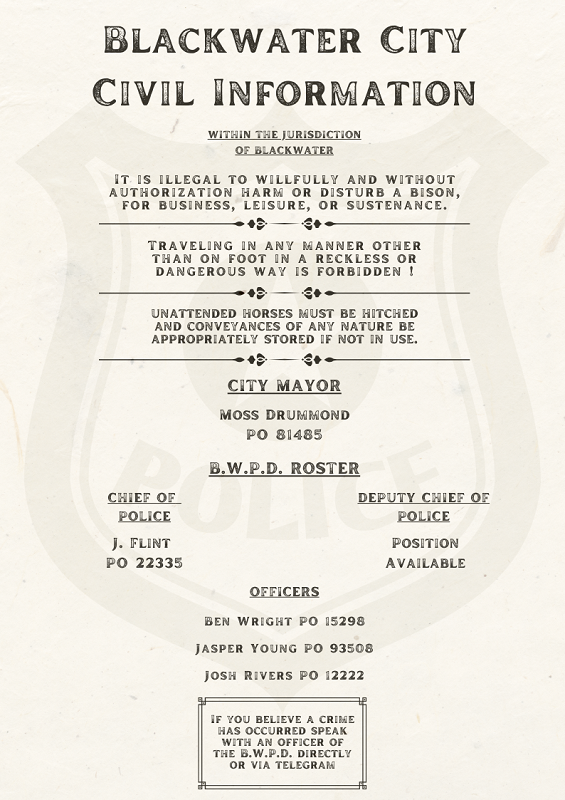 Blackwater City
Civil Information
within the jurisdiction
of Blackwater
It is illegal to willfully and without
authorization harm or disturb a bison,
for business, leisure, or sustenance.
Traveling in any manner other
than on foot in a reckless or
dangerous way is forbidden !
Unattended horses must be hitched
and conveyances of any nature be
appropriately stored if not in use.
City Mayor
Moss Drummond
PO 81485
B.W.P.D. Roster
Chief of
Police
J. Flint
PO 22335
Deputy Chief of
Police
Position
Available
Officers
Ben Wright PO 15298
Jasper Young PO 93508
Josh Rivers PO 12222
If you believe a crime
has occurred speak
with an officer of
the B.W.P.D. directly
or via telegram
POLICE